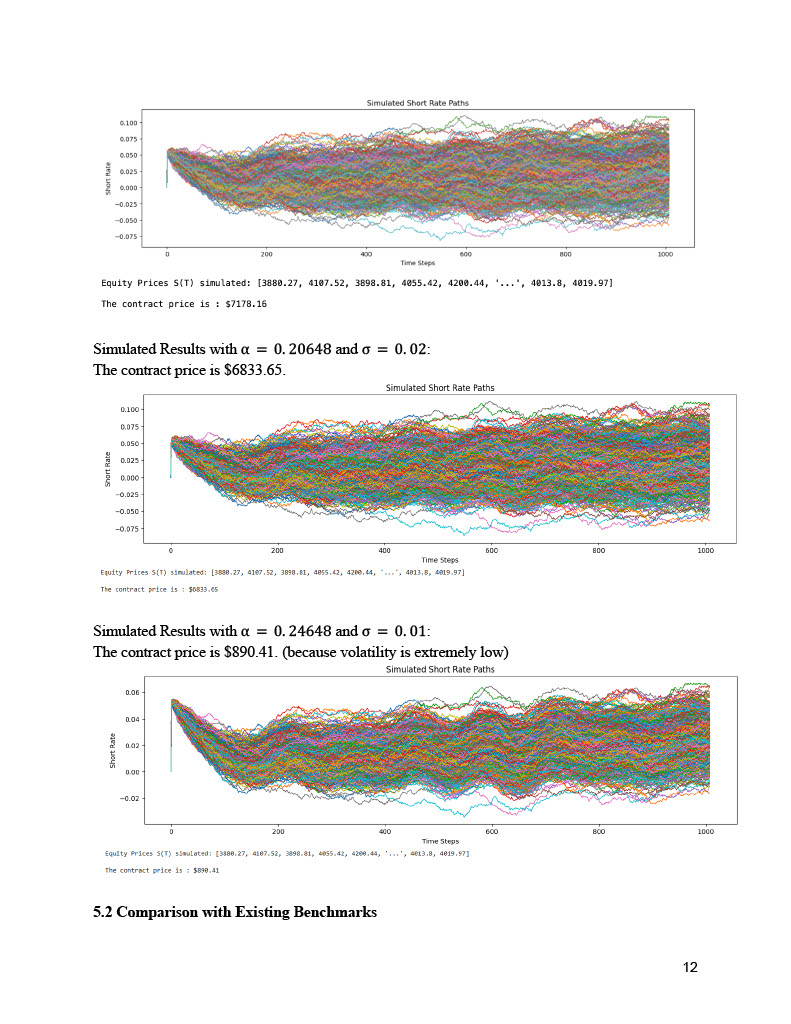 Simulated Short Rate Paths
0.100
0.075
0.050
0.025
0.000
−0.025
−0.050
−0.075
Short Rate
0 200 400 600 800 1000
Time Steps
Equity Prices S(T) simulated: [3880.27, 4107.52, 3898.81, 4055.42, 4200.44, '...', 4013.8, 4019.97]
The contract price is : $7178.16
Simulated Results with α = 0.20648 and σ = 0.02:
The contract price is $6833.65.
Simulated Short Rate Paths
0.100
0.075
0.050
0.025
0.000
−0.025
−0.050
−0.075
Short Rate
0 200 400 600 800 1000
Time Steps
Equity Prices S(T) simulated: [3880.27, 4107.52, 3898.81, 4055.42, 4200.44, '...', 4013.8, 4019.97]
The contract price is : $6833.65
Simulated Results with α = 0.24648 and σ = 0.01:
The contract price is $890.41. (because volatility is extremely low)
Simulated Short Rate Paths
0.06
0.04
0.02
0.00
−0.02
Short Rate
0 200 400 600 800 1000
Time Steps
Equity Prices S(T) simulated: [3880.27, 4107.52, 3898.81, 4055.42, 4200.44, '...', 4013.8, 4019.97]
The contract price is : $890.41
5.2 Comparison with Existing Benchmarks
12